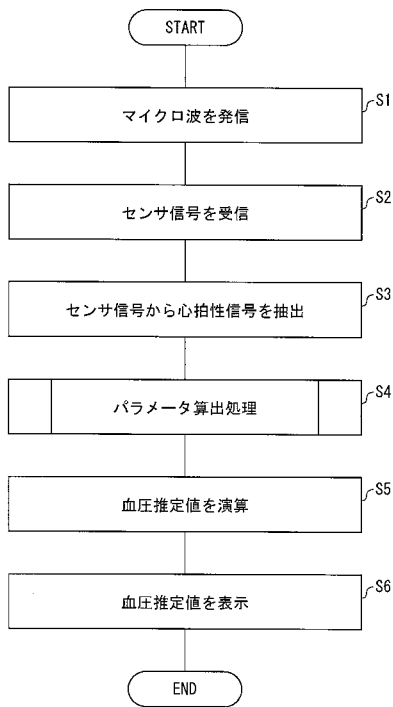 START
マイクロ波を発信
S1
センサ信号を受信
S2
センサ信号から心拍性信号を抽出
S3
パラメータ算出処理
S4
血圧推定値を演算
S5
血圧推定値を表示
S6
END